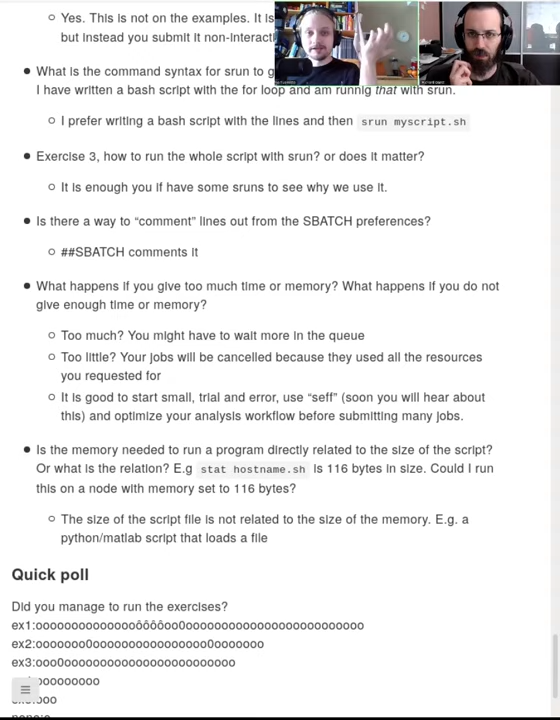 Yes. This is not on the examples. It is
but instead you submit it non-interacti
What is the command syntax for srun to g
I have written a bash script with the for loop and am runnig that with srun.
I prefer writing a bash script with the lines and then srun myscript.sh
Exercise 3, how to run the whole script with srun? or does it matter?
It is enough you if have some sruns to see why we use it.
Is there a way to “comment” lines out from the SBATCH preferences?
##SBATCH comments it
What happens if you give too much time or memory? What happens if you do not
give enough time or memory?
Too much? You might have to wait more in the queue
Too little? Your jobs will be cancelled because they used all the resources
you requested for
It is good to start small, trial and error, use “seff” (soon you will hear about
this) and optimize your analysis workflow before submitting many jobs.
Is the memory needed to run a program directly related to the size of the script?
Or what is the relation? E.g stat hostname.sh is 116 bytes in size. Could I run
this on a node with memory set to 116 bytes?
The size of the script file is not related to the size of the memory. E.g. a
python/matlab script that loads a file
Quick poll
Did you manage to run the exercises?
ex1:oooooooooooooooôôôôoo0ooooooooooooooooooooooooo
ex2:ooooooo0oooooooooooooooo0ooooooo
ex3:ooo0oooooooooooooooooooooooo